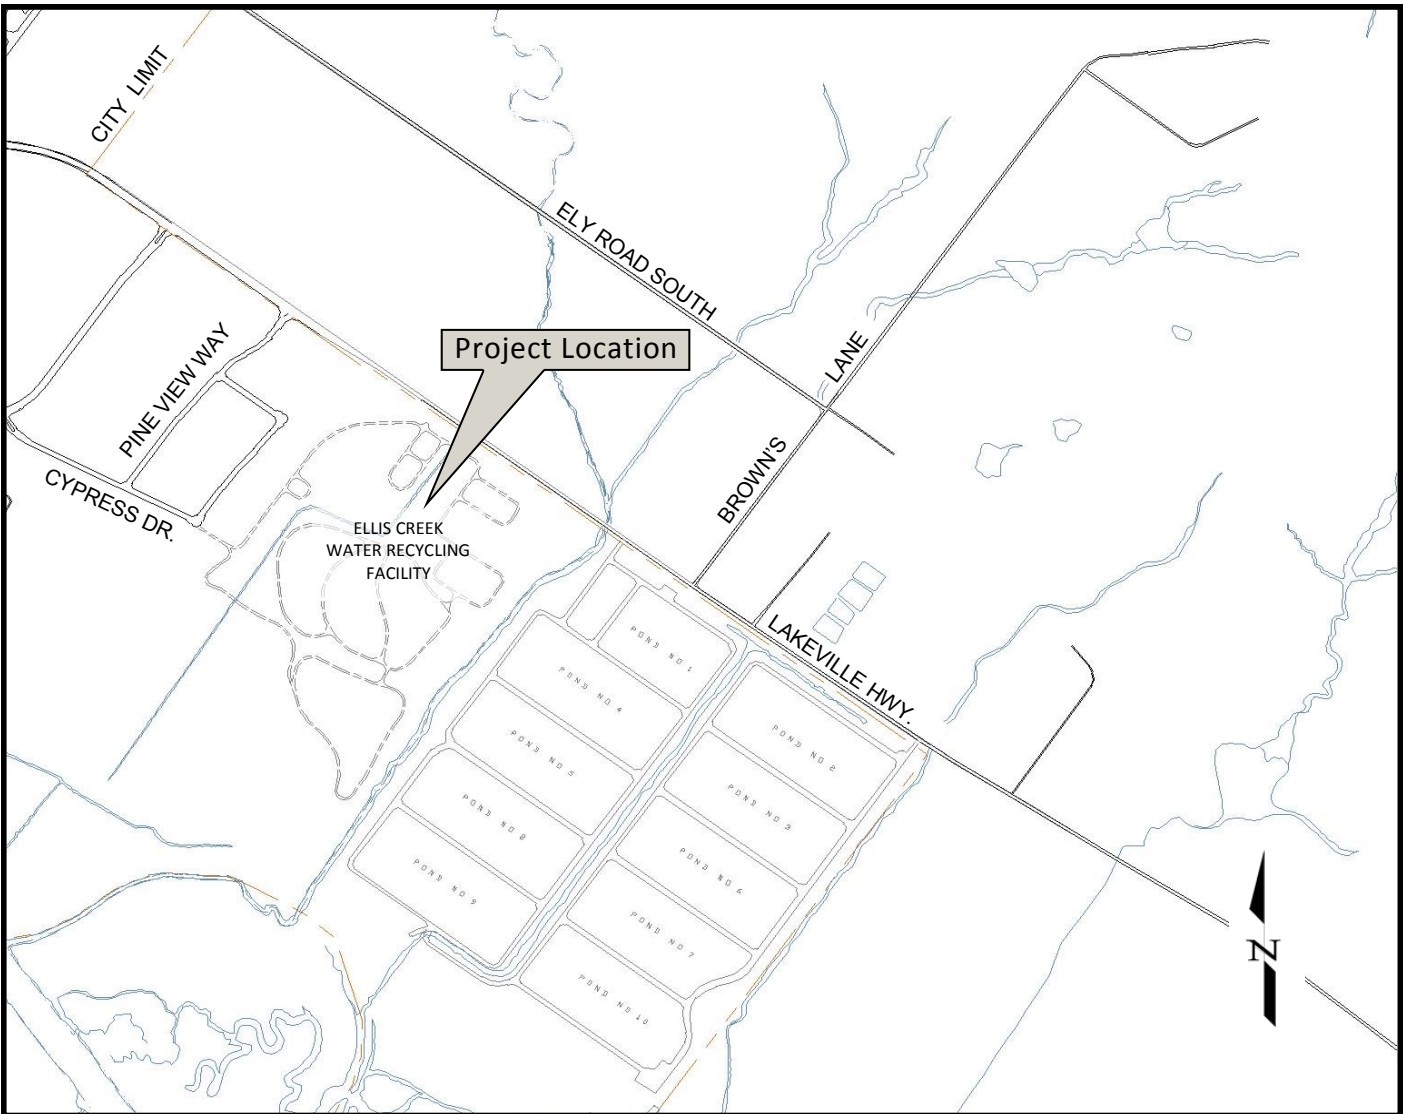 CITY LIMIT
ELY ROAD SOUTH
Project Location
LANE
PINE VIEW WAY
BROWN'S
CYPRESS DR.
ELLIS CREEK
WATER RECYCLING
FACILITY
LAKEVILLE HWY.
POND NO 1
POND NO 4
POND NO 2
POND NO 5
POND NO 3
POND NO 8
POND NO 6
POND NO 9
POND NO 7
POND NO 10
N